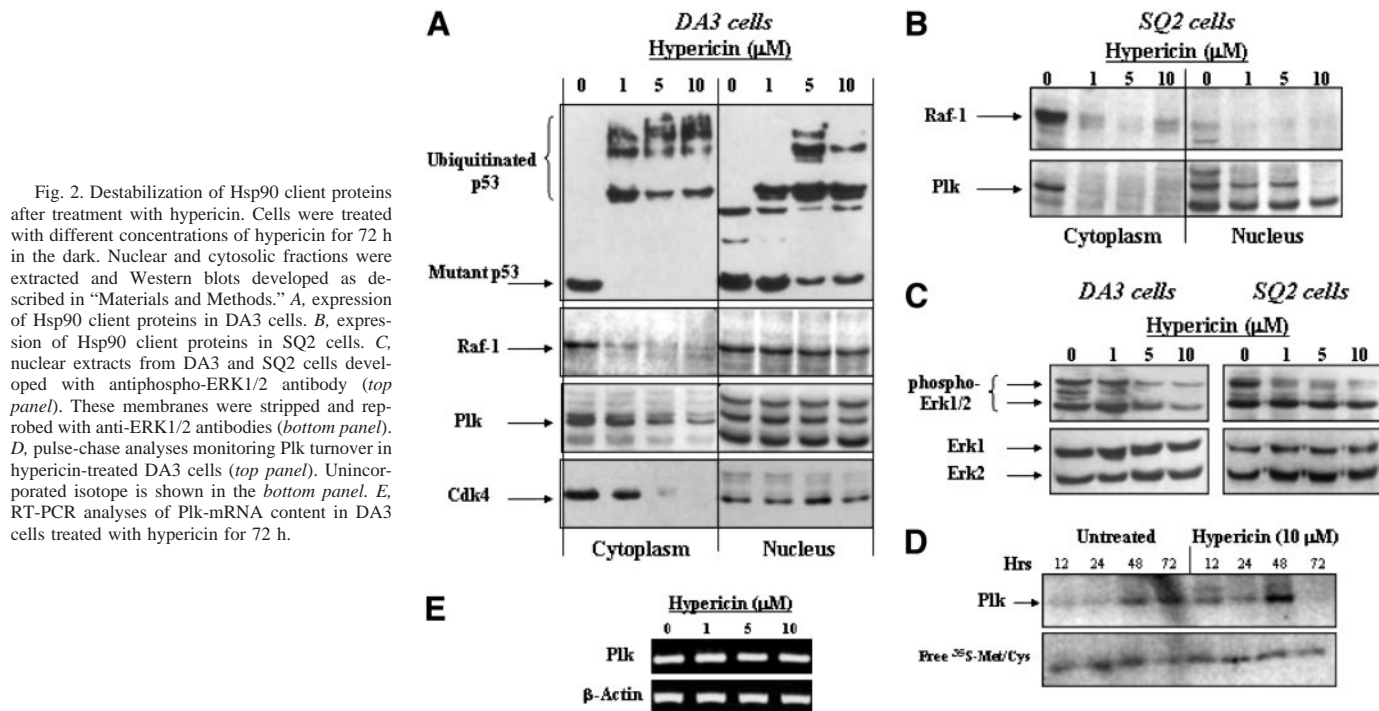 Fig. 2. Destabilization of Hsp90 client proteins
after treatment with hypericin. Cells were treated
with different concentrations of hypericin for 72 h
in the dark. Nuclear and cytosolic fractions were
extracted and Western blots developed as de-
scribed in “Materials and Methods.” A, expression
of Hsp90 client proteins in DA3 cells. B, expres-
sion of Hsp90 client proteins in SQ2 cells. C,
nuclear extracts from DA3 and SQ2 cells devel-
oped with antiphospho-ERK1/2 antibody (top
panel). These membranes were stripped and rep-
robed with anti-ERK1/2 antibodies (bottom panel).
D, pulse-chase analyses monitoring Plk turnover in
hypericin-treated DA3 cells (top panel). Unincor-
porated isotope is shown in the bottom panel. E,
RT-PCR analyses of Plk-mRNA content in DA3
cells treated with hypericin for 72 h.
A
DA3 cells
Hypericin (µM)
0 1 5 10 0 1 5 10
Ubiquitinated
p53
Mutant p53
Raf-1
Plk
Cdk4
Cytoplasm Nucleus
B
SQ2 cells
Hypericin (µM)
0 1 5 10 0 1 5 10
Raf-1
Plk
Cytoplasm Nucleus
C
DA3 cells SQ2 cells
Hypericin (µM)
0 1 5 10 0 1 5 10
phospho-
Erk1/2
Erk1
Erk2
D
Untreated Hypericin (10 µM)
Hrs 12 24 48 72 12 24 48 72
Plk
Free 35S-Met/Cys
E
Hypericin (µM)
0 1 5 10
Plk
β-Actin